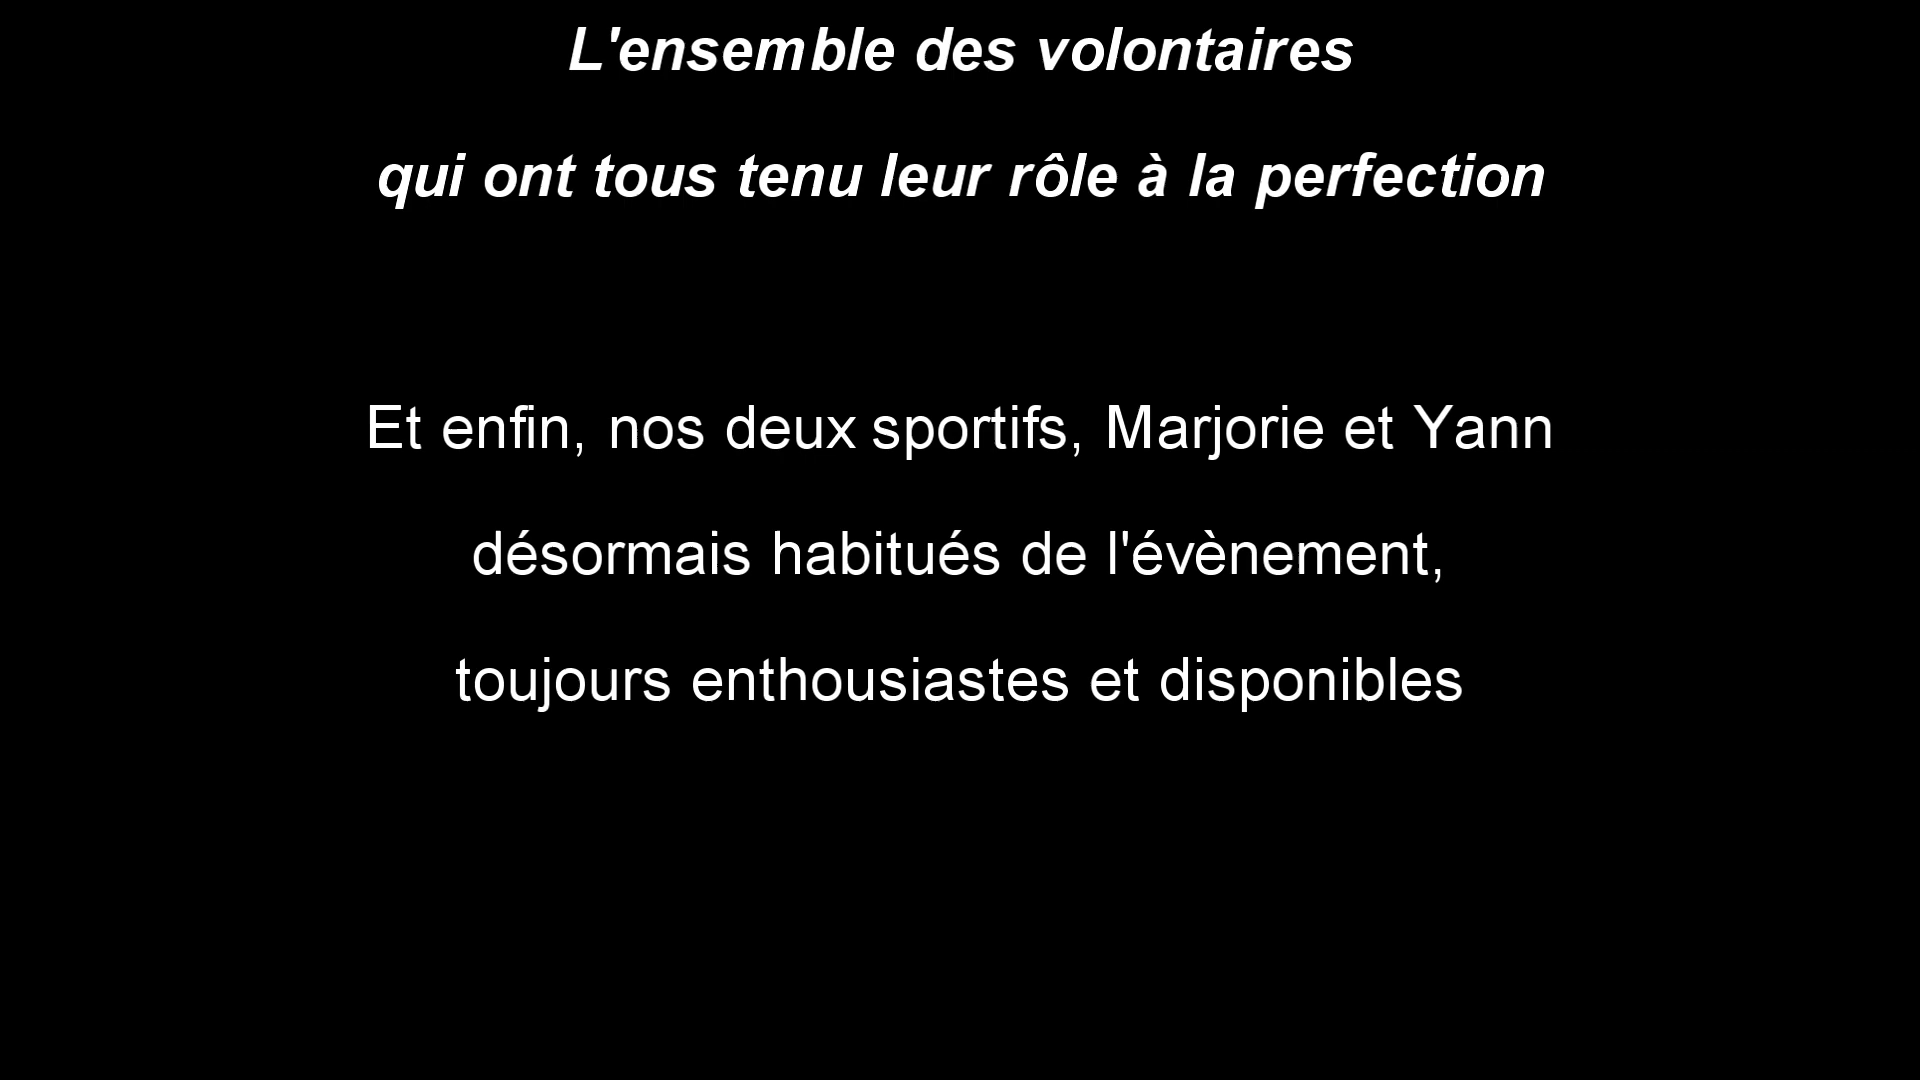 L'ensemble des volontaires
qui ont tous tenu leur rôle à la perfection
Et enfin, nos deux sportifs, Marjorie et Yann
désormais habitués de l'évènement,
toujours enthousiastes et disponibles